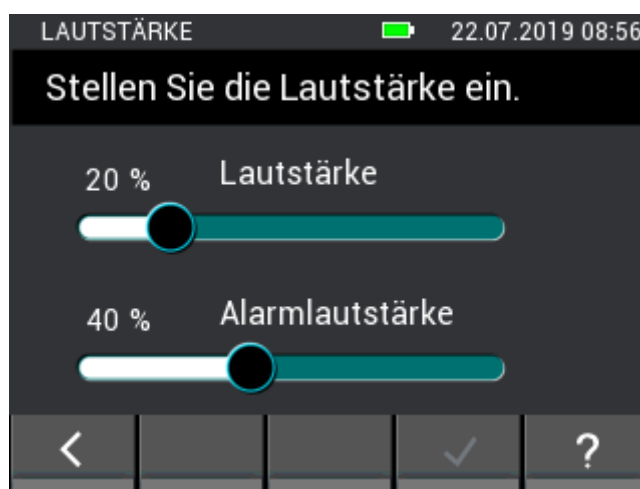 LAUTSTÄRKE 22.07.2019 08:56
Stellen Sie die Lautstärke ein.
20 % Lautstärke
40 % Alarmlautstärke
?